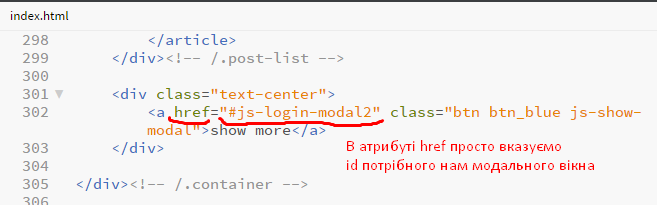 index.html
298 </article>
299 </div><!-- /.post-list -->
300
301 <div class="text-center">
302 <a href="#js-login-modal2" class="btn btn_blue js-show-
modal">show more</a>
303 </div>
В атрибуті href просто вказуємо
id потрібного нам модального вікна
304
305 </div><!-- /.container -->
306